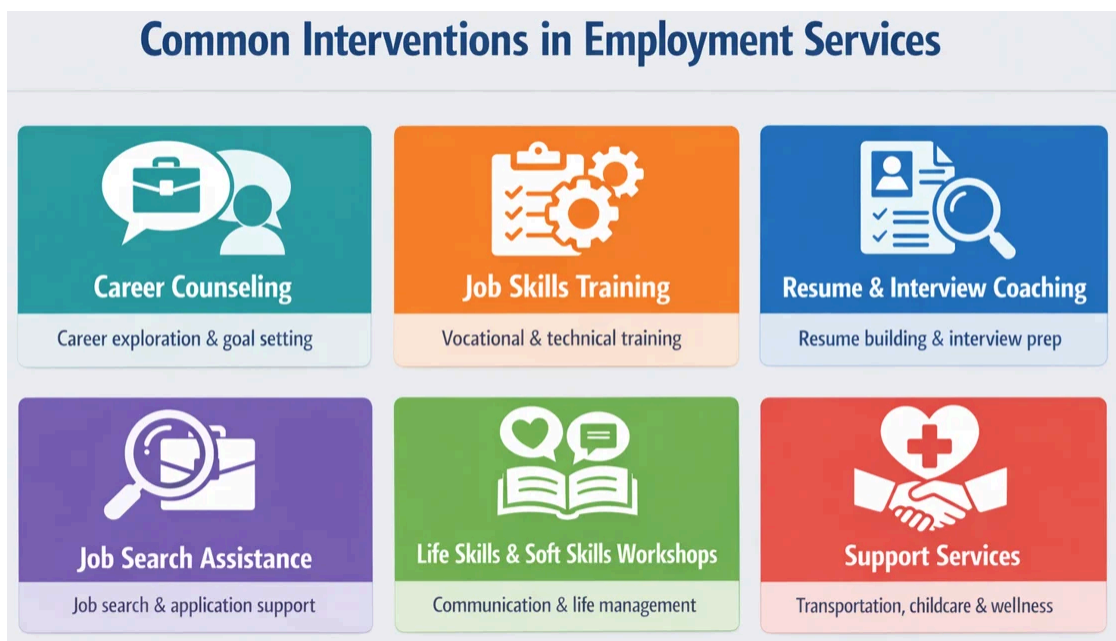 Common Interventions in Employment Services
Career Counseling
Career exploration & goal setting
Job Skills Training
Vocational & technical training
Resume & Interview Coaching
Resume building & interview prep
Job Search Assistance
Job search & application support
Life Skills & Soft Skills Workshops
Communication & life management
Support Services
Transportation, childcare & wellness